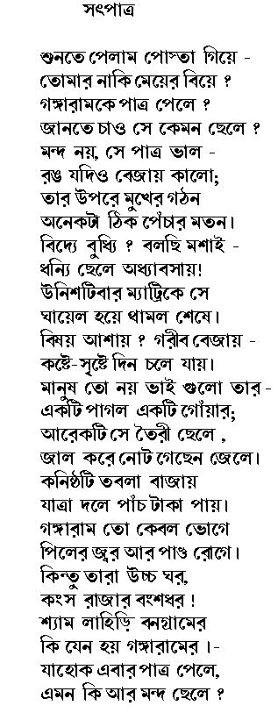 সৎপাত্র
শুনতে পেলাম পোস্তা গিয়ে -
তোমার নাকি মেয়ের বিয়ে ?
গঙ্গারামকে পাত্র পেলে ?
জানতে চাও সে কেমন ছেলে ?
মন্দ নয়, সে পাত্র ভাল -
রঙ যদিও বেজায় কালো;
তার উপরে মুখের গঠন
অনেকটা ঠিক পেঁচার মতন।
বিদ্যে বুধ্যি ? বলছি মশাই -
ধন্যি ছেলে অধ্যাবসায়!
উনিশটিবার ম্যাট্রিকে সে
ঘায়েল হয়ে থামল শেষে।
বিষয় আশায় ? গরীব বেজায় -
কষ্টে-সৃষ্টে দিন চলে যায়।
মানুষ তো নয় ভাই গুলো তার -
একটি পাগল একটি গোঁয়ার;
আরেকটি সে তৈরী ছেলে ,
জাল করে নোট গেছেন জেলে।
কনিষ্ঠটি তবলা বাজায়
যাত্রা দলে পাঁচ টাকা পায়।
গঙ্গারাম তো কেবল ভোগে
পিলের জ্বর আর পাণ্ড রোগে।
কিন্তু তারা উচ্চ ঘর,
কংস রাজার বংশধর !
শ্যাম লাহিড়ি বনগ্রামের
কি যেন হয় গঙ্গারামের ।-
যাহোক এবার পাত্র পেলে,
এমন কি আর মন্দ ছেলে ?